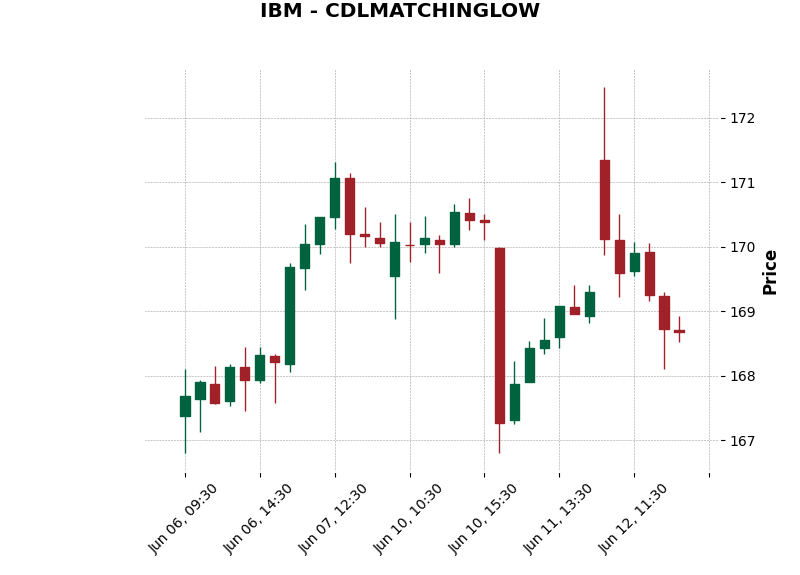 IBM - CDLMATCHINGLOW
172
171
170
169
168
167
Price
Jun 06, 09:30
Jun 06, 14:30
Jun 07, 12:30
Jun 10, 10:30
Jun 10, 15:30
Jun 11, 13:30
Jun 12, 11:30